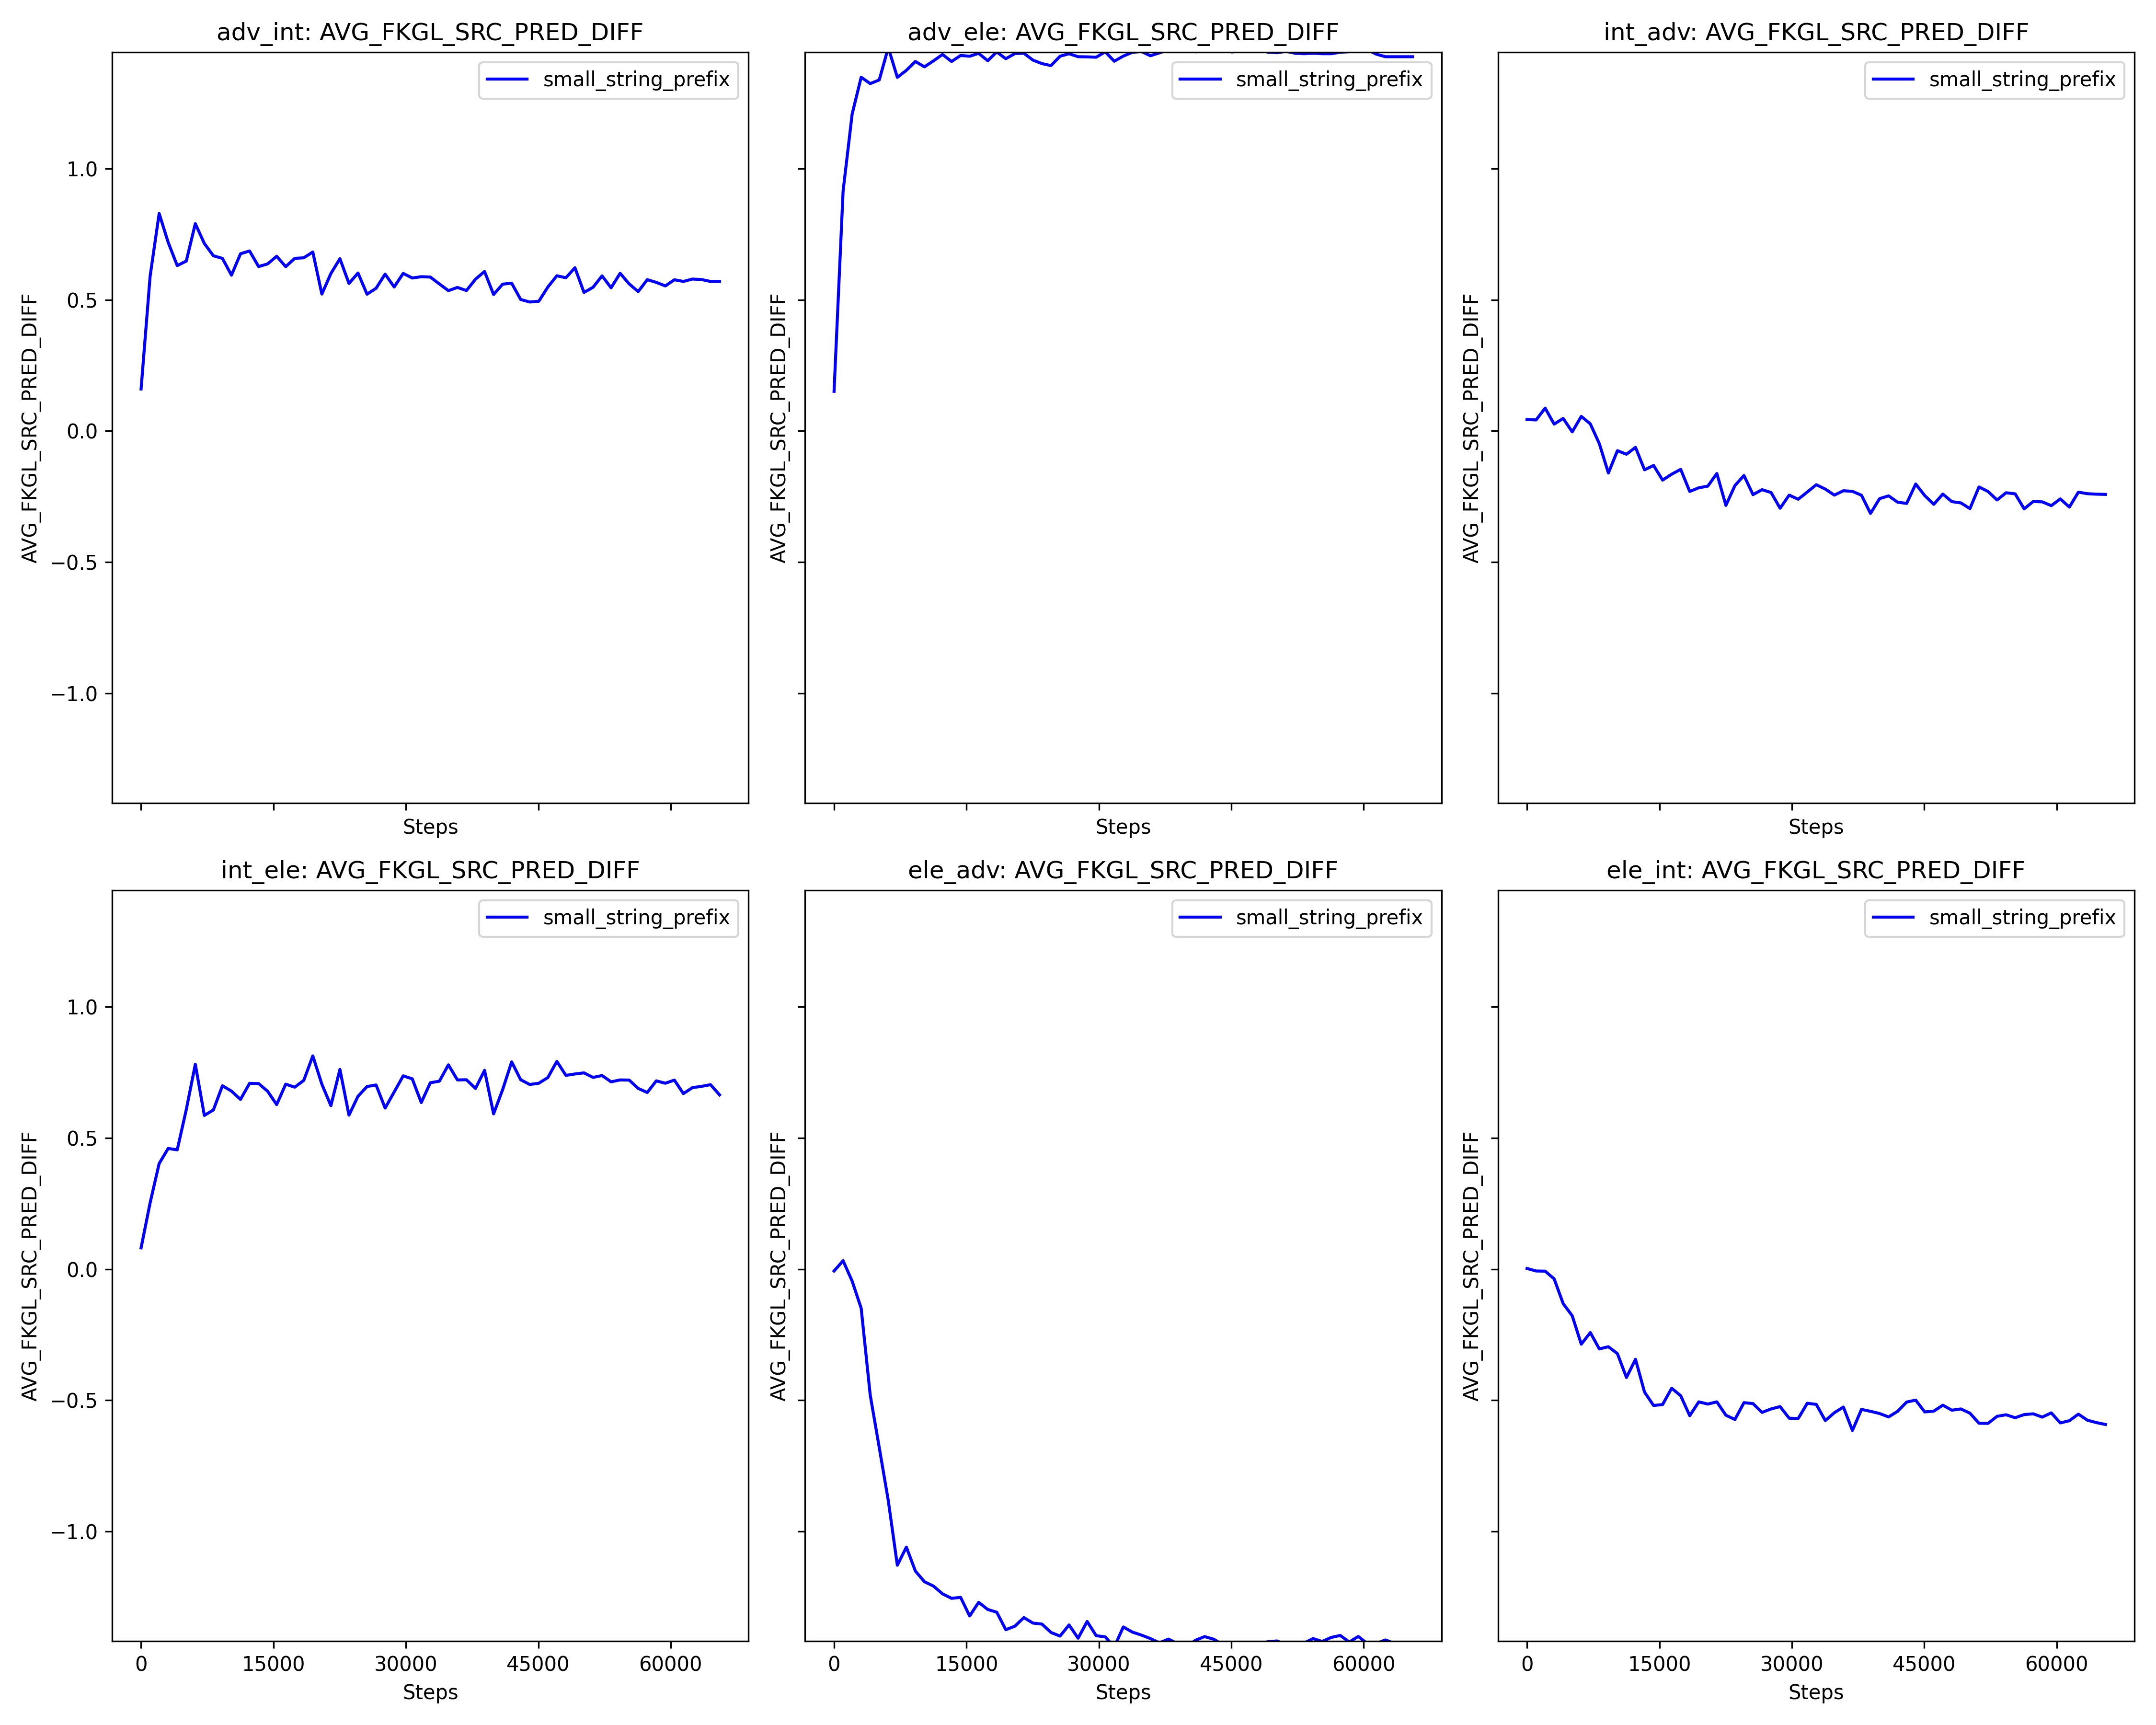 adv_int: AVG_FKGL_SRC_PRED_DIFF
small_string_prefix
1.0
0.5
0.0
−0.5
−1.0
AVG_FKGL_SRC_PRED_DIFF
Steps
adv_ele: AVG_FKGL_SRC_PRED_DIFF
small_string_prefix
AVG_FKGL_SRC_PRED_DIFF
Steps
int_adv: AVG_FKGL_SRC_PRED_DIFF
small_string_prefix
AVG_FKGL_SRC_PRED_DIFF
Steps
int_ele: AVG_FKGL_SRC_PRED_DIFF
small_string_prefix
1.0
0.5
0.0
−0.5
−1.0
AVG_FKGL_SRC_PRED_DIFF
0 15000 30000 45000 60000
Steps
ele_adv: AVG_FKGL_SRC_PRED_DIFF
small_string_prefix
AVG_FKGL_SRC_PRED_DIFF
0 15000 30000 45000 60000
Steps
ele_int: AVG_FKGL_SRC_PRED_DIFF
small_string_prefix
AVG_FKGL_SRC_PRED_DIFF
0 15000 30000 45000 60000
Steps